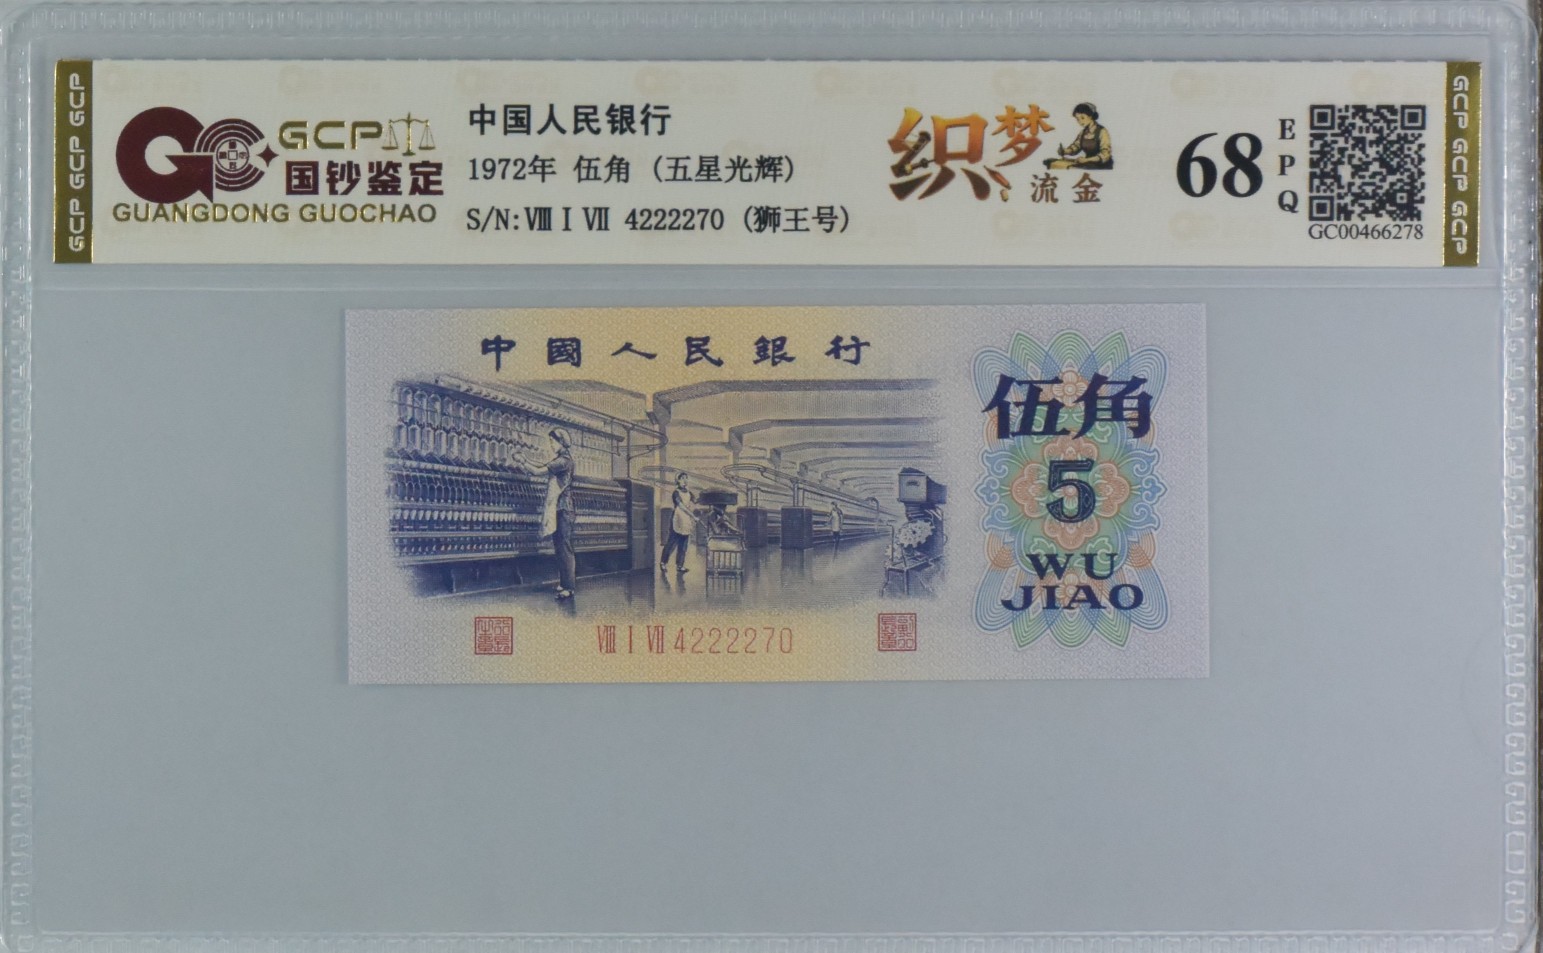 GCP GCP GCP
GCP
国钞鉴定
GUANGDONG GUOCHAO
中国人民银行
1972年 伍角 (五星光辉)
S/N: Ⅷ Ⅰ Ⅶ 4222270 (狮王号)
织梦
流金
68
EPQ
GC00466278
GCP GCP GCP
中國人民銀行
伍角
5
WU
JIAO
Ⅷ Ⅰ Ⅶ 4222270